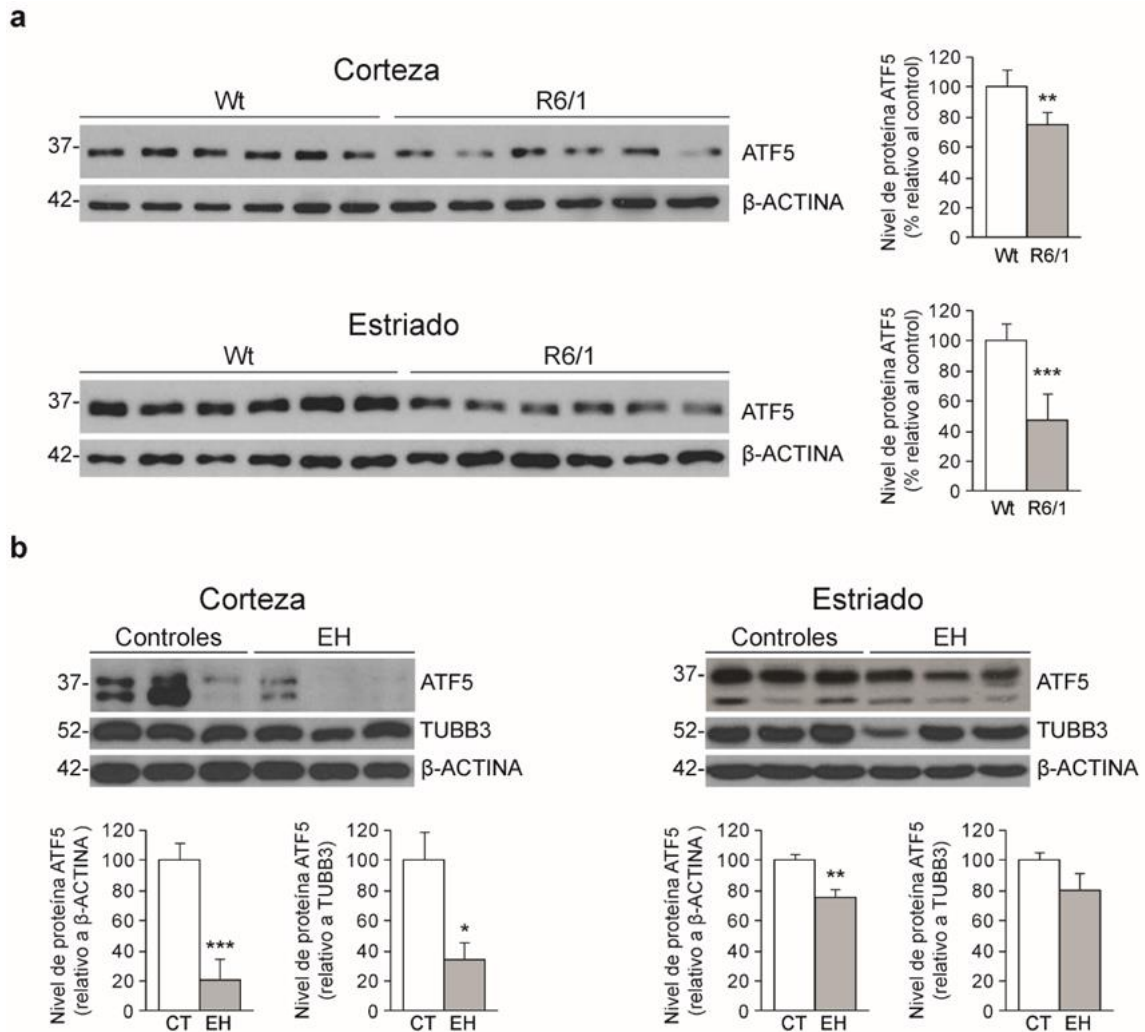 a
Corteza
Wt R6/1
37- ATF5
42- β-ACTINA
Nivel de proteína ATF5
(% relativo al control)
120
100
80
60
40
20
0
**
Wt R6/1
Estriado
Wt R6/1
37- ATF5
42- β-ACTINA
Nivel de proteína ATF5
(% relativo al control)
120
100
80
60
40
20
0
***
Wt R6/1
b
Corteza
Controles EH
37- ATF5
52- TUBB3
42- β-ACTINA
Nivel de proteína ATF5
(relativo a β-ACTINA )
120
100
80
60
40
20
0
***
CT EH
Nivel de proteína ATF5
(relativo a TUBB3)
120
100
80
60
40
20
0
*
CT EH
Estriado
Controles EH
37- ATF5
52- TUBB3
42- β-ACTINA
Nivel de proteína ATF5
(relativo a β-ACTINA )
120
100
80
60
40
20
0
**
CT EH
Nivel de proteína ATF5
(relativo a TUBB3)
120
100
80
60
40
20
0
CT EH